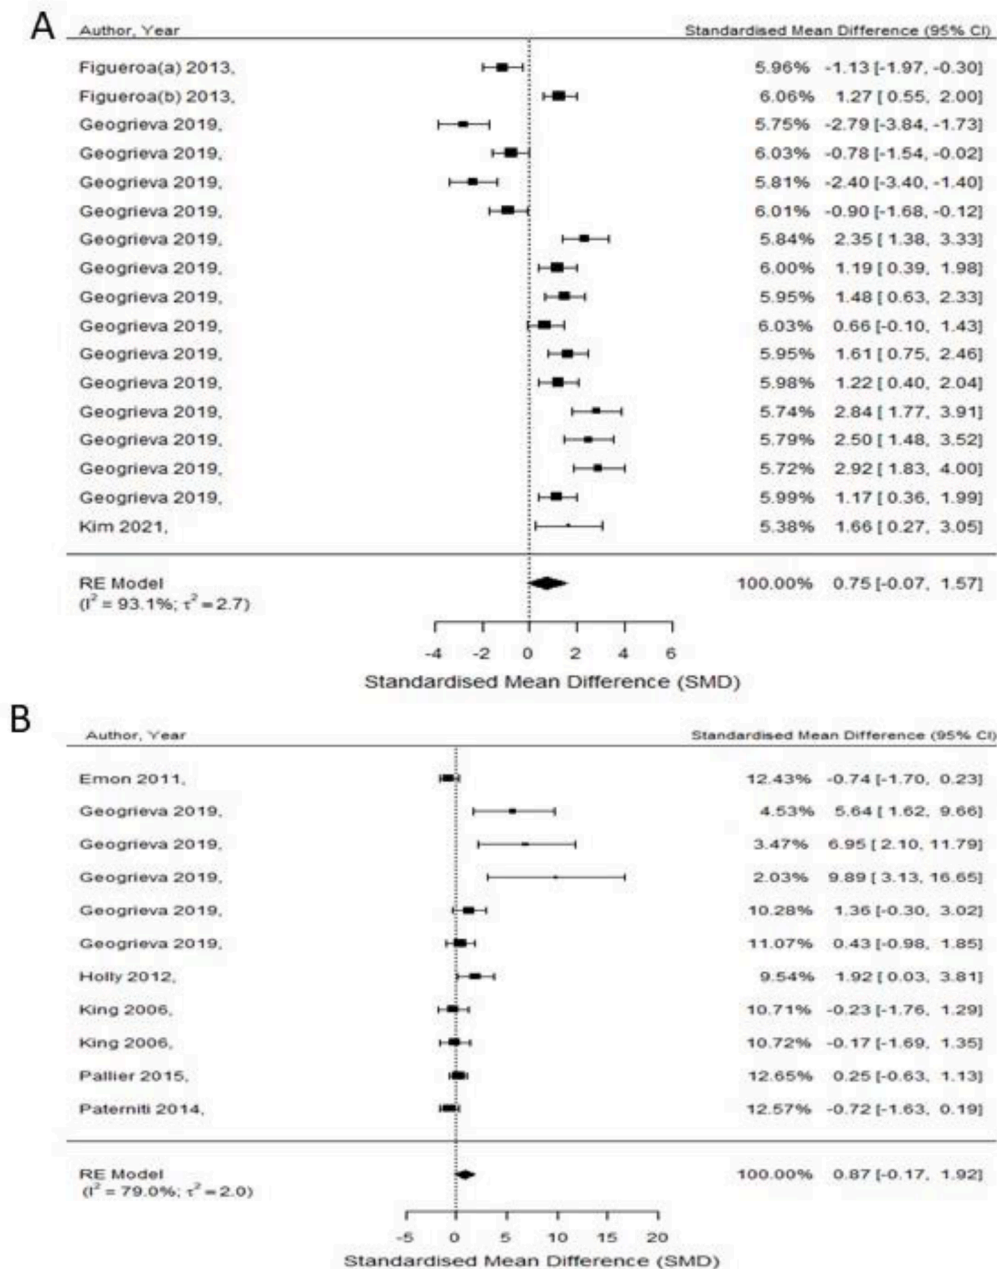 A
Author, Year Standardised Mean Difference (95% CI)
Figueroa(a) 2013, 5.96% -1.13 [-1.97, -0.30]
Figueroa(b) 2013, 6.06% 1.27 [ 0.55, 2.00]
Geogrieva 2019, 5.75% -2.79 [-3.84, -1.73]
Geogrieva 2019, 6.03% -0.78 [-1.54, -0.02]
Geogrieva 2019, 5.81% -2.40 [-3.40, -1.40]
Geogrieva 2019, 6.01% -0.90 [-1.68, -0.12]
Geogrieva 2019, 5.84% 2.35 [ 1.38, 3.33]
Geogrieva 2019, 6.00% 1.19 [ 0.39, 1.98]
Geogrieva 2019, 5.95% 1.48 [ 0.63, 2.33]
Geogrieva 2019, 6.03% 0.66 [-0.10, 1.43]
Geogrieva 2019, 5.95% 1.61 [ 0.75, 2.46]
Geogrieva 2019, 5.98% 1.22 [ 0.40, 2.04]
Geogrieva 2019, 5.74% 2.84 [ 1.77, 3.91]
Geogrieva 2019, 5.79% 2.50 [ 1.48, 3.52]
Geogrieva 2019, 5.72% 2.92 [ 1.83, 4.00]
Geogrieva 2019, 5.99% 1.17 [ 0.36, 1.99]
Kim 2021, 5.38% 1.66 [ 0.27, 3.05]
RE Model 100.00% 0.75 [-0.07, 1.57]
(I² = 93.1%; τ² = 2.7)
-4 -2 0 2 4 6
Standardised Mean Difference (SMD)
B
Author, Year Standardised Mean Difference (95% CI)
Emon 2011, 12.43% -0.74 [-1.70, 0.23]
Geogrieva 2019, 4.53% 5.64 [ 1.62, 9.66]
Geogrieva 2019, 3.47% 6.95 [ 2.10, 11.79]
Geogrieva 2019, 2.03% 9.89 [ 3.13, 16.65]
Geogrieva 2019, 10.28% 1.36 [-0.30, 3.02]
Geogrieva 2019, 11.07% 0.43 [-0.98, 1.85]
Holly 2012, 9.54% 1.92 [ 0.03, 3.81]
King 2006, 10.71% -0.23 [-1.76, 1.29]
King 2006, 10.72% -0.17 [-1.69, 1.35]
Pallier 2015, 12.65% 0.25 [-0.63, 1.13]
Paterniti 2014, 12.57% -0.72 [-1.63, 0.19]
RE Model 100.00% 0.87 [-0.17, 1.92]
(I² = 79.0%; τ² = 2.0)
-5 0 5 10 15 20
Standardised Mean Difference (SMD)